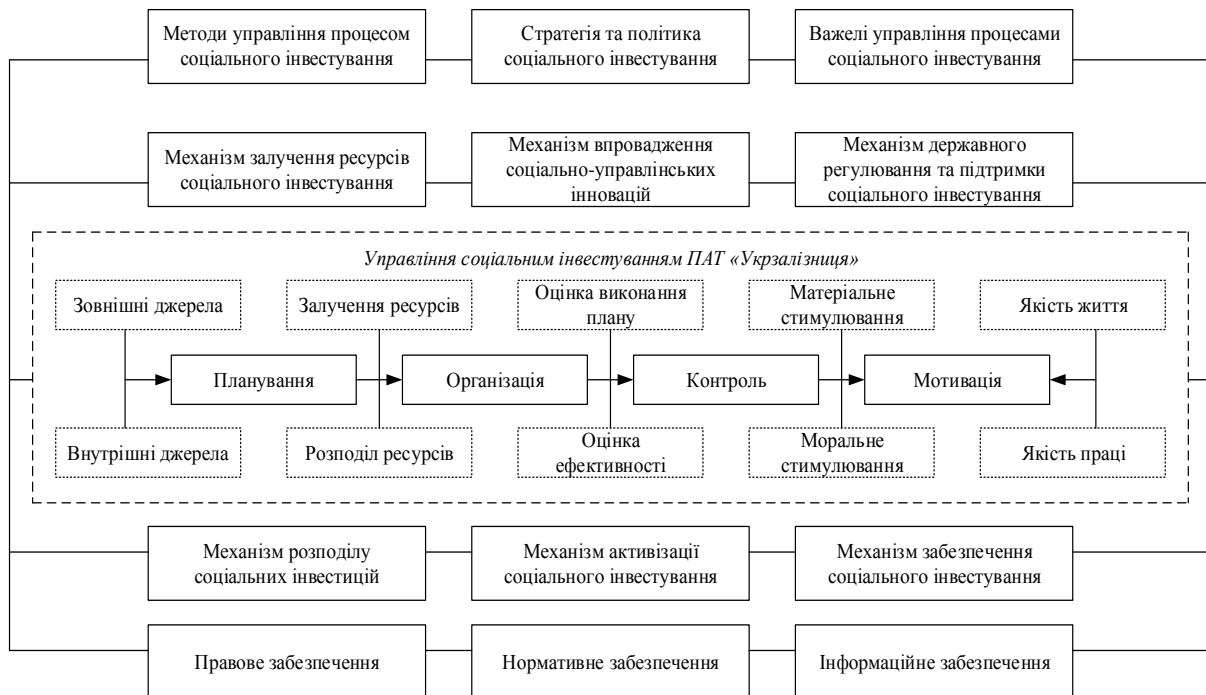 Методи управління процесом
соціального інвестування
Стратегія та політика
соціального інвестування
Важелі управління процесами
соціального інвестування
Механізм залучення ресурсів
соціального інвестування
Механізм впровадження
соціально-управлінських
інновацій
Механізм державного
регулювання та підтримки
соціального інвестування
Управління соціальним інвестуванням ПАТ «Укрзалізниця»
Зовнішні джерела
Залучення ресурсів
Оцінка виконання
плану
Матеріальне
стимулювання
Якість життя
Планування
Організація
Контроль
Мотивація
Внутрішні джерела
Розподіл ресурсів
Оцінка
ефективності
Моральне
стимулювання
Якість праці
Механізм розподілу
соціальних інвестицій
Механізм активізації
соціального інвестування
Механізм забезпечення
соціального інвестування
Правове забезпечення
Нормативне забезпечення
Інформаційне забезпечення